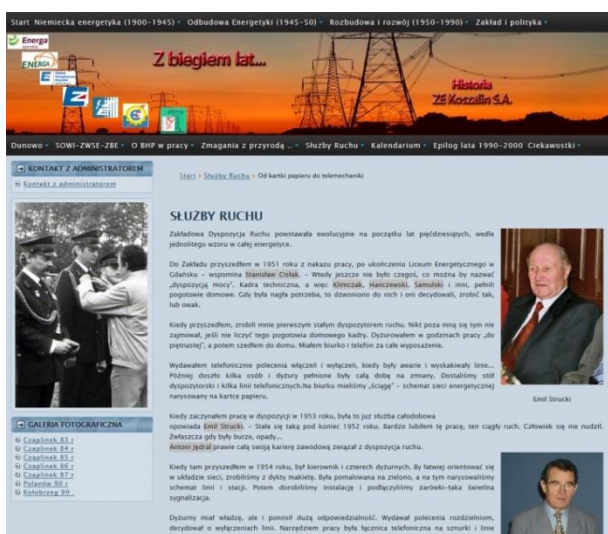 Start Niemiecka energetyka (1900-1945) Odbudowa Energetyki (1945-50) Rozbudowa i rozwój (1950-1990) Zakład i polityka
Energa
ENERGA
Z biegiem lat...
Historia
ZE Koszalin S.A.
Dunowo SOWI-ZWSE-ZBE O BHP w pracy Zmagania z przyrodą .. Służby Ruchu Kalendarium Epilog lata 1990-2000 Ciekawostki
KONTAKT Z ADMINISTRATOREM
Kontakt z administratorem
Start Służby Ruchu Od kartki papieru do telemechaniki
SŁUŻBY RUCHU
Zakładowa Dyspozycja Ruchu powstawała ewolucyjnie na początku lat pięćdziesiątych, wedle
jednolitego wzoru w całej energetyce.
Do Zakładu przyszedłem w 1951 roku z nakazu pracy, po ukończeniu Liceum Energetycznego w
Gdańsku – wspomina Stanisław Cisłak. – Wtedy jeszcze nie było czegoś, co można by nazwać
„dyspozycją mocy". Kadra techniczna, a więc Klimczak, Hanczewski, Samulski i inni, pełnili
pogotowie domowe. Gdy była nagła potrzeba, to dzwoniono do nich i oni decydowali, zrobić tak,
lub owak.
Kiedy przyszedłem, zrobili mnie pierwszym stałym dyspozytorem ruchu. Nikt poza mną się tym nie
zajmował, jeśli nie liczyć tego pogotowia domowego kadry. Dyżurowałem w godzinach pracy „do
piętnastej", a potem szedłem do domu. Miałem biurko i telefon za całe wyposażenie.
Wydawałem telefonicznie polecenia włączeń i wyłączeń, kiedy były awarie i wyskakiwały linie...
Później doszło kilka osób i dyżury pełnione były całą dobę na zmiany. Dostaliśmy stół
dyspozytorski i kilka linii telefonicznych.Na biurku mieliśmy „ściągę" – schemat sieci energetycznej
narysowany na kartce papieru.
Emil Strucki
Kiedy zaczynałem pracę w dyspozycji w 1953 roku, była to już służba całodobowa
opowiada Emil Strucki. – Stała się taką pod koniec 1952 roku. Bardzo lubiłem tę pracę, ten ciągły ruch. Człowiek się nie nudził.
Zwłaszcza gdy były burze, opady...
Antoni Jędral prawie całą swoją karierę zawodową związał z dyspozycja ruchu.
GALERIA FOTOGRAFICZNA
Czaplinek 83 r
Czaplinek 84 r
Czaplinek 85 r
Czaplinek 86 r
Czaplinek 87 r
Polanów 90 r
Kołobrzeg 99 .
Kiedy tam przyszedłem w 1954 roku, był kierownik i czterech dyżurnych. By łatwiej orientować się
w układzie sieci, zrobiliśmy z dykty makietę. Była pomalowana na zielono, a na tym narysowaliśmy
schemat linii i stacji. Potem dorobiliśmy instalację i podłączyliśmy żarówki-taka świetlna
sygnalizacja.
Dyżurny miał władzę, ale i ponosił dużą odpowiedzialność. Wydawał polecenia rozdzielniom,
decydował o wyłączeniach linii. Narzędziem pracy była łącznica telefoniczna na sznurki i linie